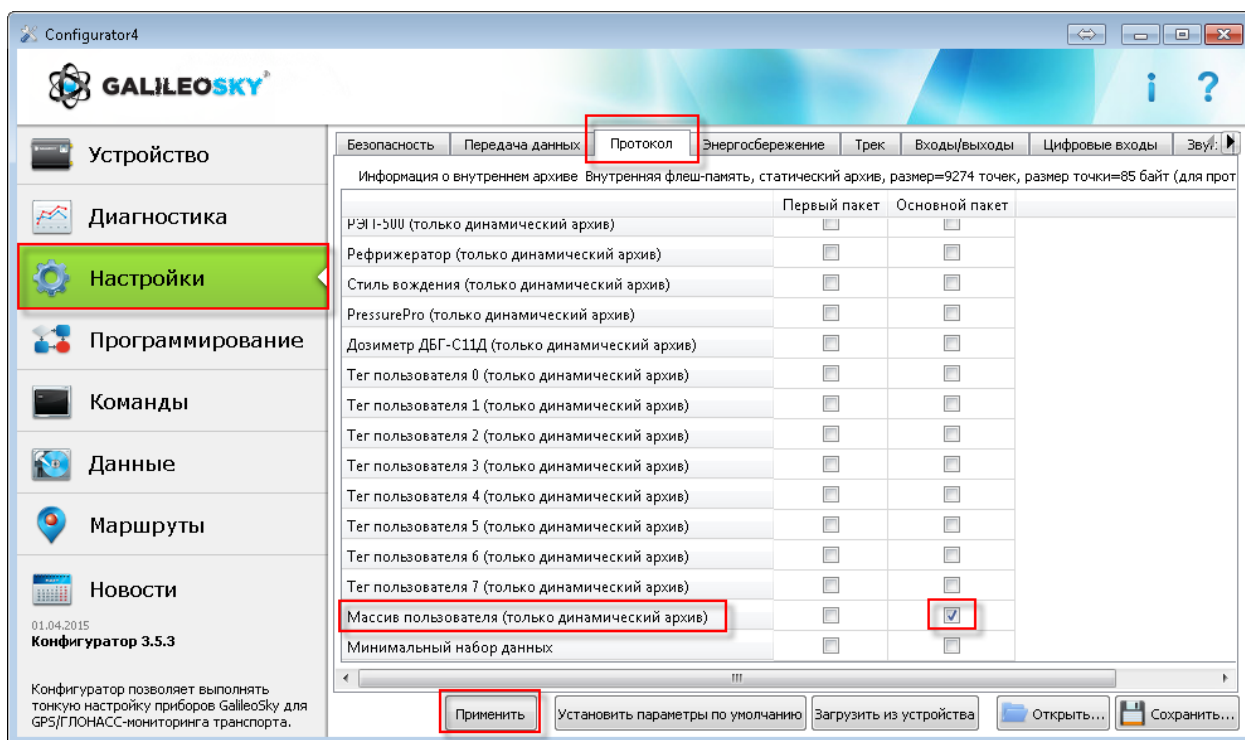 Configurator4
GALILEOSKY
Устройство
Диагностика
Настройки
Программирование
Команды
Данные
Маршруты
Новости
01.04.2015
Конфигуратор 3.5.3
Конфигуратор позволяет выполнять
тонкую настройку приборов GalileoSky для
GPS/ГЛОНАСС-мониторинга транспорта.
Безопасность Передача данных Протокол Энергосбережение Трек Входы/выходы Цифровые входы
Информация о внутреннем архиве Внутренняя флеш-память, статический архив, размер=9274 точек, размер точки=85 байт (для прот
Первый пакет Основной пакет
РЭП-500 (только динамический архив)
Рефрижератор (только динамический архив)
Стиль вождения (только динамический архив)
PressurePro (только динамический архив)
Дозиметр ДБГ-С11Д (только динамический архив)
Тег пользователя 0 (только динамический архив)
Тег пользователя 1 (только динамический архив)
Тег пользователя 2 (только динамический архив)
Тег пользователя 3 (только динамический архив)
Тег пользователя 4 (только динамический архив)
Тег пользователя 5 (только динамический архив)
Тег пользователя 6 (только динамический архив)
Тег пользователя 7 (только динамический архив)
Массив пользователя (только динамический архив)
Минимальный набор данных
Применить Установить параметры по умолчанию Загрузить из устройства Открыть... Сохранить...